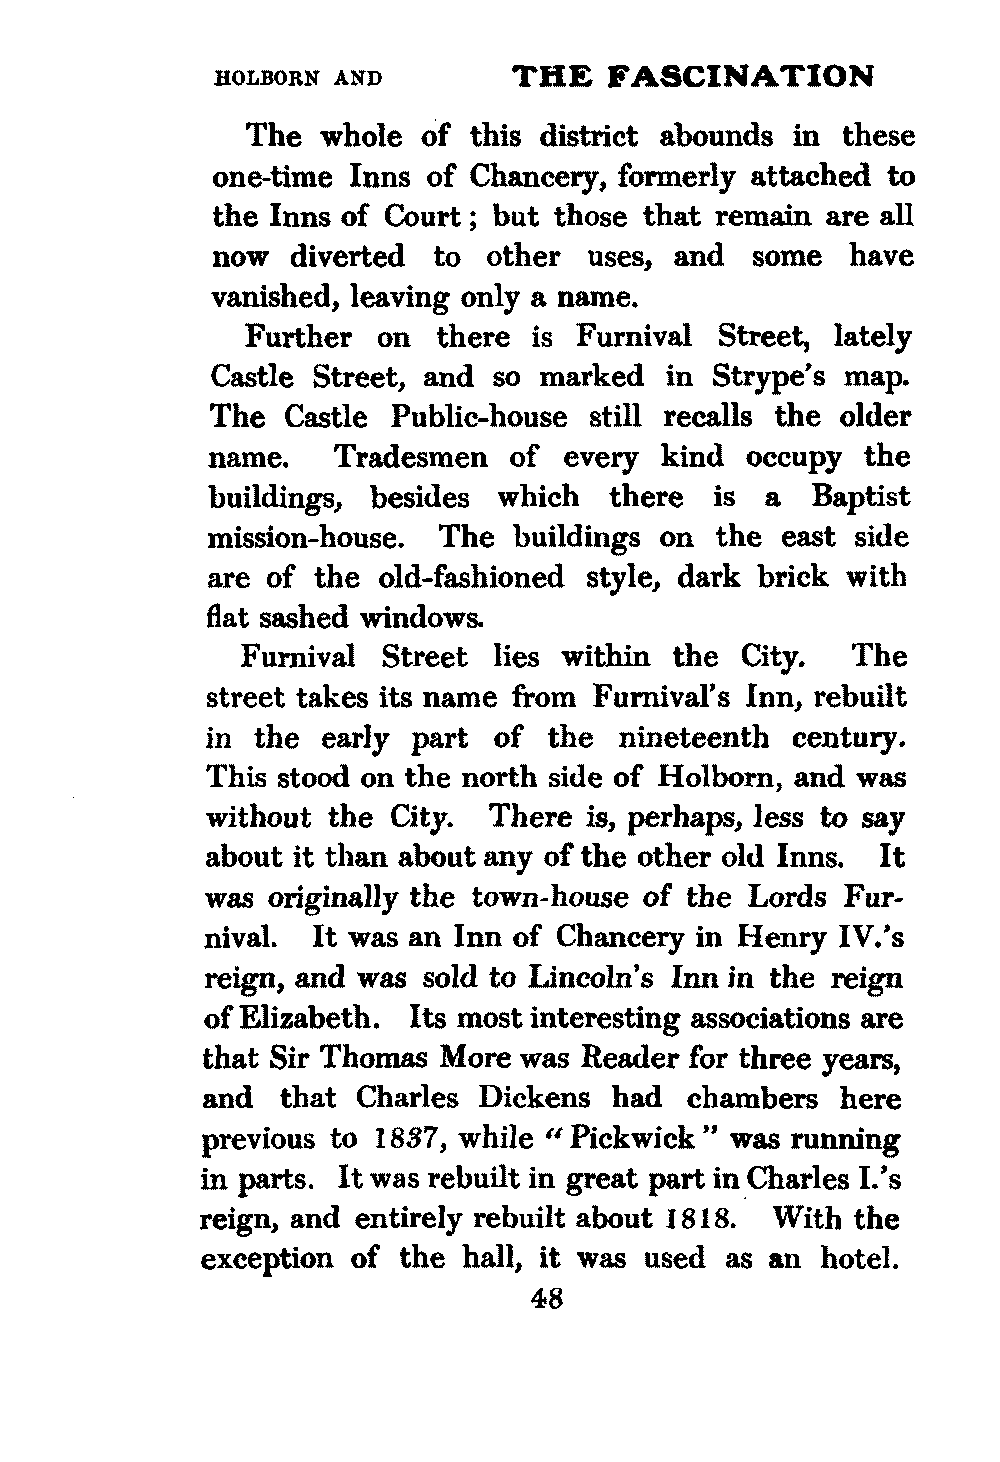 HOLBORN AND THE FASCINATION
The whole of this district abounds in these
one-time Inns of Chancery, formerly attached to
the Inns of Court ; but those that remain are all
now diverted to other uses, and some have
vanished, leaving only a name.
Further on there is Furnival Street, lately
Castle Street, and so marked in Strype's map.
The Castle Public-house still recalls the older
name. Tradesmen of every kind occupy the
buildings, besides which there is a Baptist
mission-house. The buildings on the east side
are of the old-fashioned style, dark brick with
flat sashed windows.
Furnival Street lies within the City. The
street takes its name from Furnival's Inn, rebuilt
in the early part of the nineteenth century.
This stood on the north side of Holborn, and was
without the City. There is, perhaps, less to say
about it than about any of the other old Inns. It
was originally the town-house of the Lords Fur-
nival. It was an Inn of Chancery in Henry IV.'s
reign, and was sold to Lincoln's Inn in the reign
of Elizabeth. Its most interesting associations are
that Sir Thomas More was Reader for three years,
and that Charles Dickens had chambers here
previous to 1837, while "Pickwick" was running
in parts. It was rebuilt in great part in Charles I.'s
reign, and entirely rebuilt about 1818. With the
exception of the hall, it was used as an hotel.
48